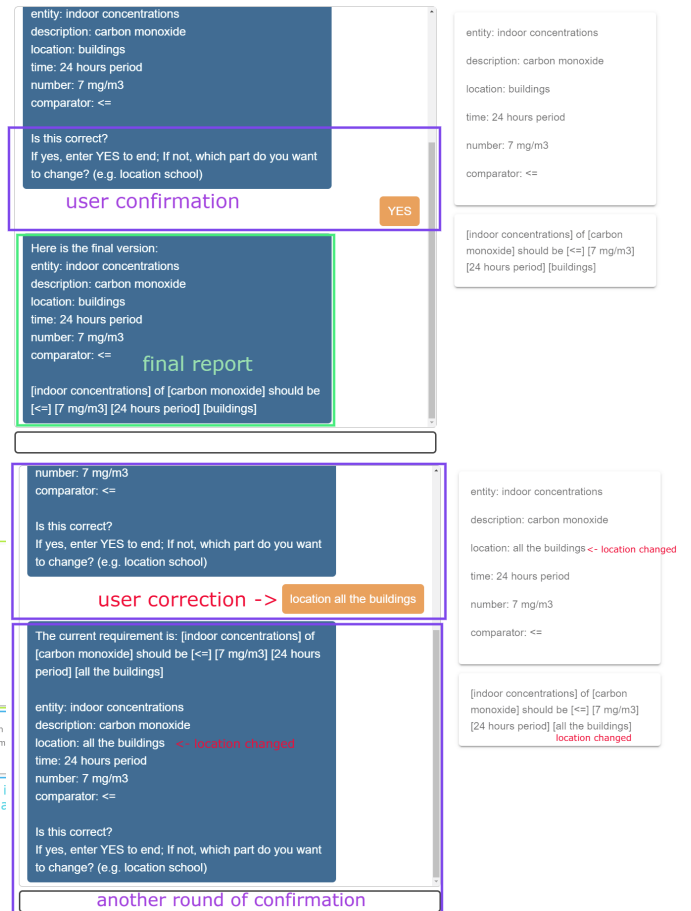 entity: indoor concentrations
description: carbon monoxide
location: buildings
time: 24 hours period
number: 7 mg/m3
comparator: <=
Is this correct?
If yes, enter YES to end; If not, which part do you want
to change? (e.g. location school)
user confirmation
YES
Here is the final version:
entity: indoor concentrations
description: carbon monoxide
location: buildings
time: 24 hours period
number: 7 mg/m3
comparator: <=
final report
[indoor concentrations] of [carbon monoxide] should be
[<=] [7 mg/m3] [24 hours period] [buildings]
entity: indoor concentrations
description: carbon monoxide
location: buildings
time: 24 hours period
number: 7 mg/m3
comparator: <=
[indoor concentrations] of [carbon
monoxide] should be [<=] [7 mg/m3]
[24 hours period] [buildings]
number: 7 mg/m3
comparator: <=
Is this correct?
If yes, enter YES to end; If not, which part do you want
to change? (e.g. location school)
user correction -> location all the buildings
The current requirement is: [indoor concentrations] of
[carbon monoxide] should be [<=] [7 mg/m3] [24 hours
period] [all the buildings]
entity: indoor concentrations
description: carbon monoxide
location: all the buildings <- location changed
time: 24 hours period
number: 7 mg/m3
comparator: <=
Is this correct?
If yes, enter YES to end; If not, which part do you want
to change? (e.g. location school)
another round of confirmation
entity: indoor concentrations
description: carbon monoxide
location: all the buildings <- location changed
time: 24 hours period
number: 7 mg/m3
comparator: <=
[indoor concentrations] of [carbon
monoxide] should be [<=] [7 mg/m3]
[24 hours period] [all the buildings]
location changed